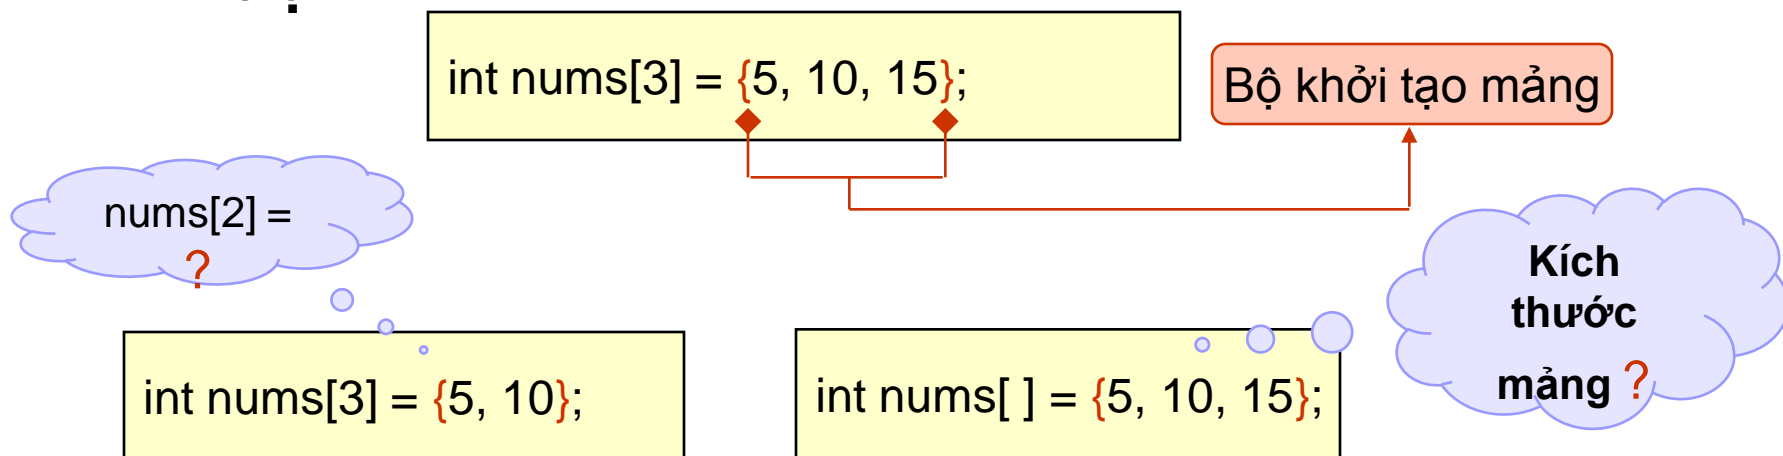 int nums[3] = {5, 10, 15};
Bộ khởi tạo mảng
nums[2] =
?
Kích
thước
mảng ?
int nums[3] = {5, 10};
int nums[ ] = {5, 10, 15};